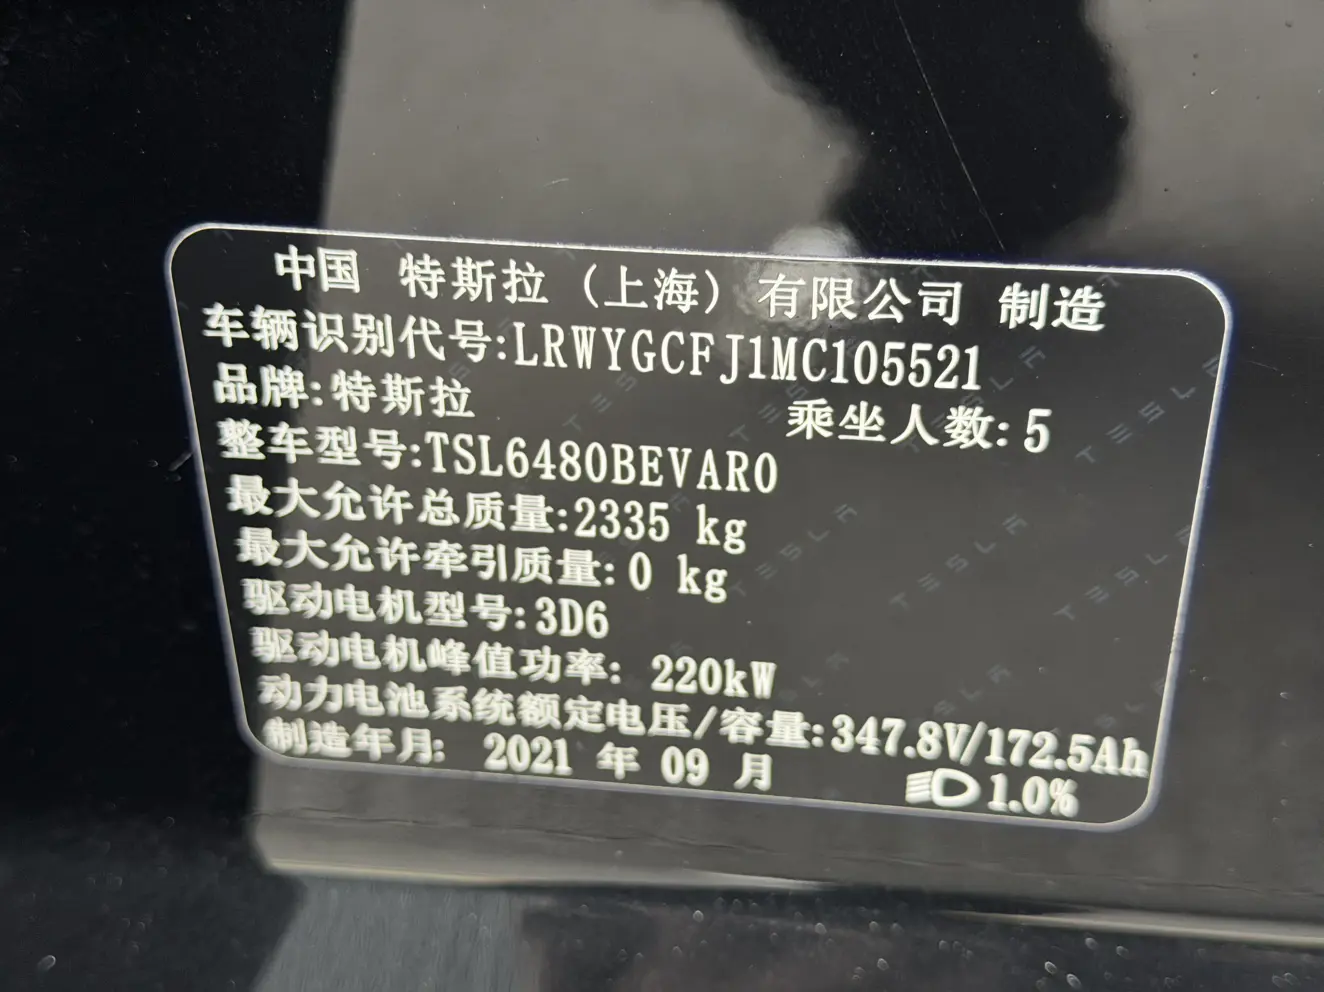 中国 特斯拉（上海）有限公司 制造
车辆识别代号:LRWYGCFJ1MC105521
品牌:特斯拉 乘坐人数:5
整车型号:TSL6480BEVAR0
最大允许总质量:2335 kg
最大允许牵引质量:0 kg
驱动电机型号:3D6
驱动电机峰值功率: 220kW
动力电池系统额定电压/容量:347.8V/172.5Ah
制造年月: 2021 年 09 月 1.0%
TESLA